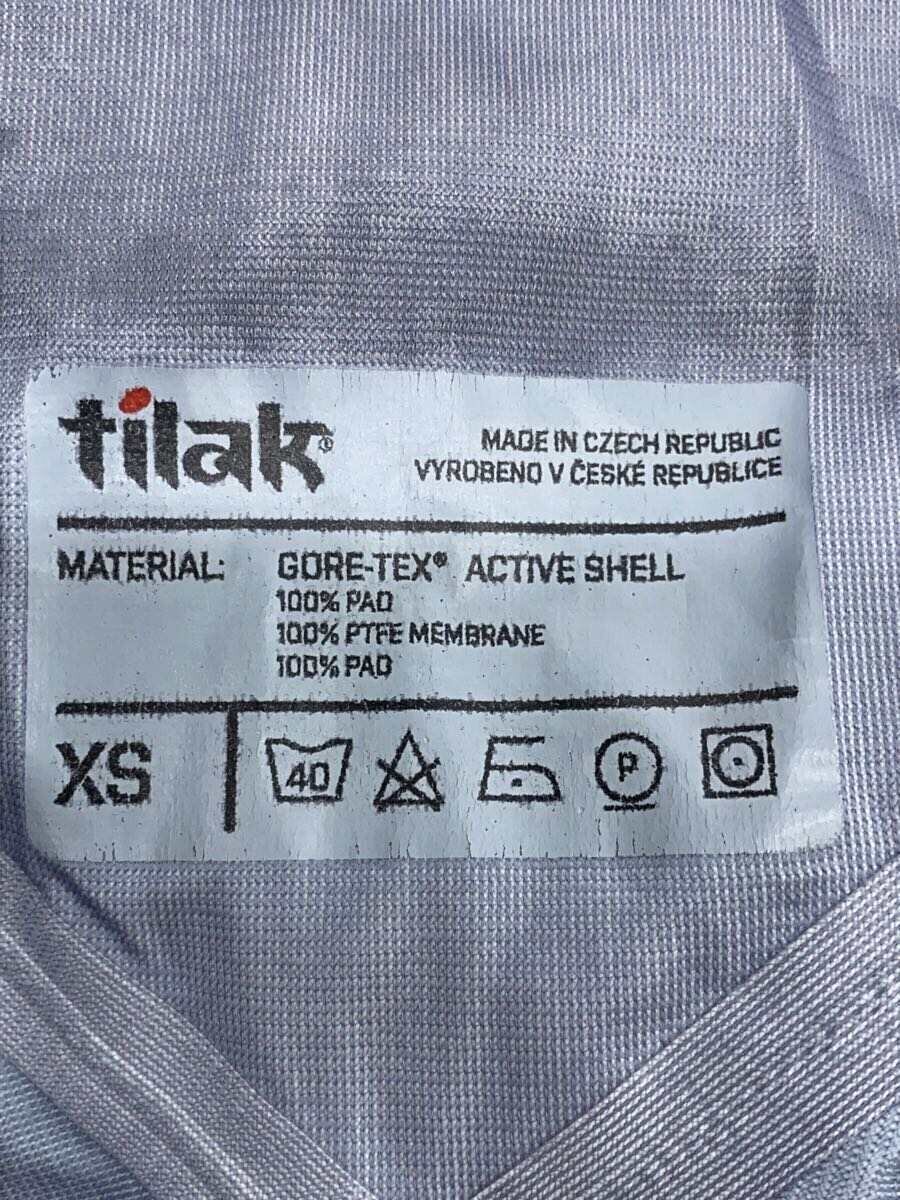 tilak®
MADE IN CZECH REPUBLIC
VYROBENO V ČESKÉ REPUBLICE
MATERIAL: GORE-TEX® ACTIVE SHELL
100% PAD
100% PTFE MEMBRANE
100% PAD
XS 40 P